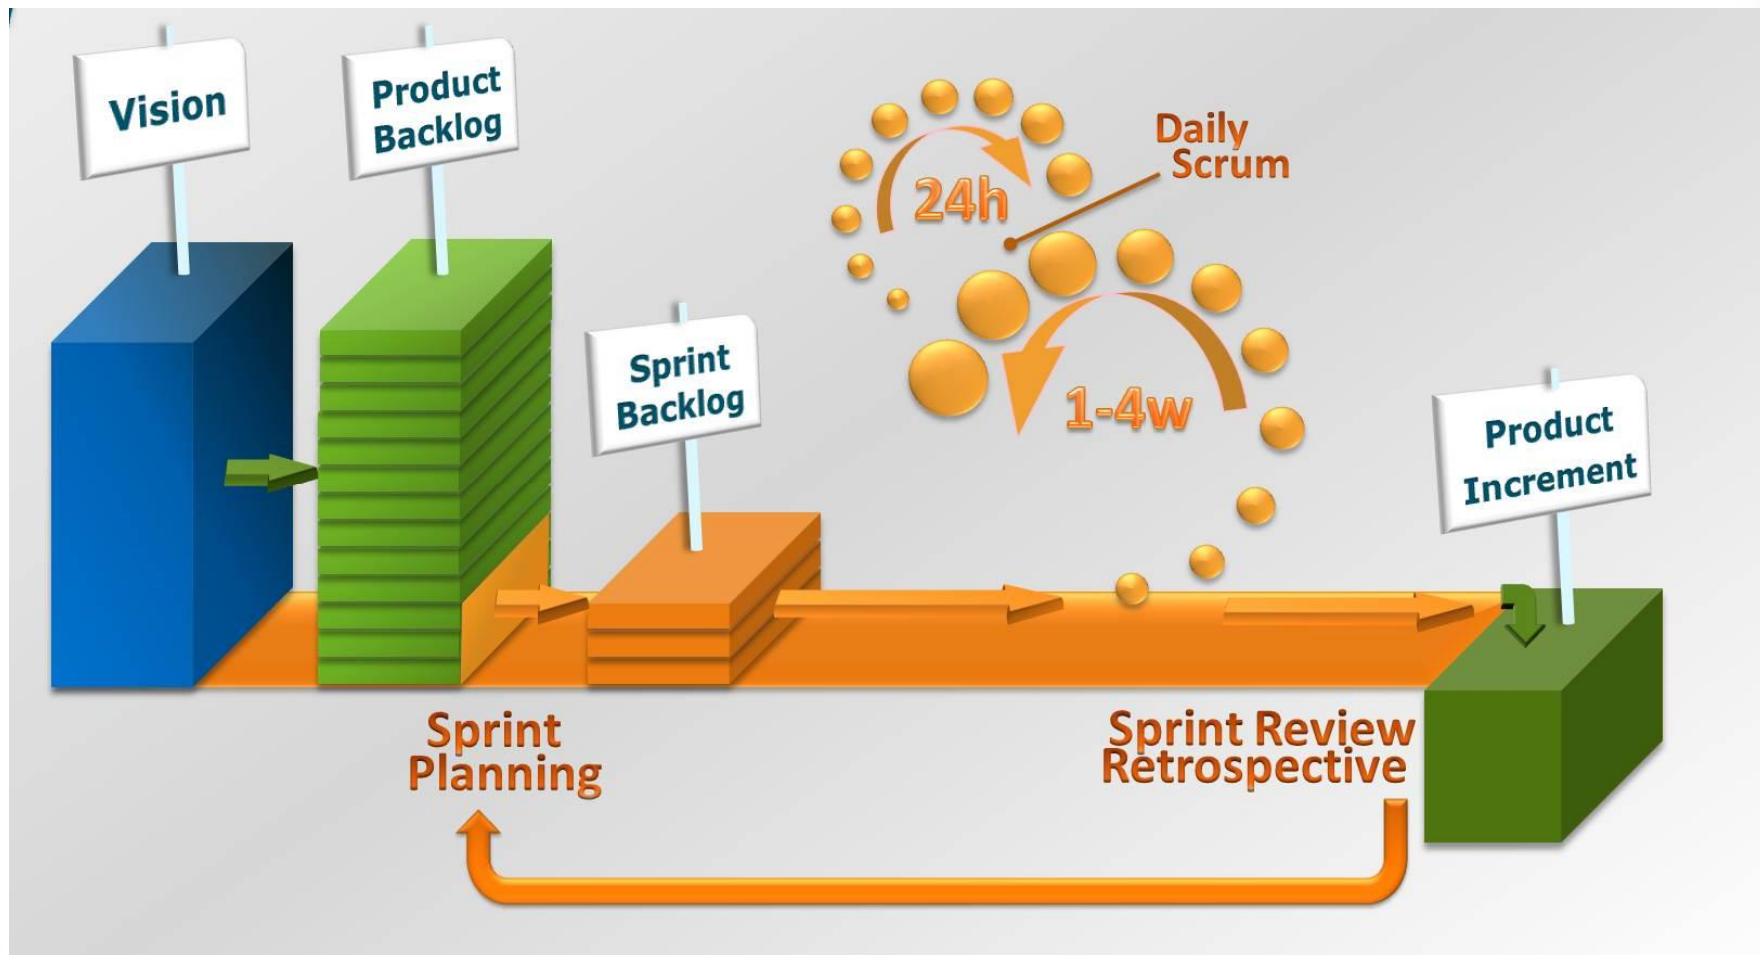 Vision
Product
Backlog
Sprint
Backlog
24h
Daily
Scrum
1-4w
Product
Increment
Sprint
Planning
Sprint Review
Retrospective